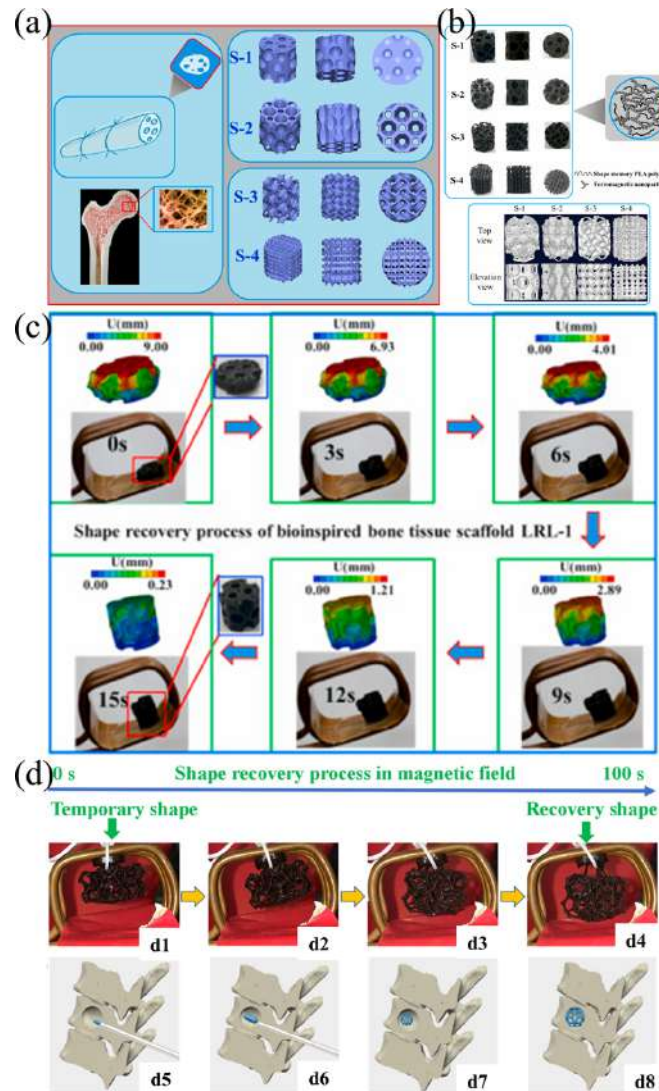 (a)
S-1
S-2
S-3
S-4
(b)
S-1
S-2
S-3
S-4
Shape memory PLA poly
Ferromagnetic nanoparti
S-1 S-2 S-3 S-4
Top
view
Elevation
view
(c)
U(mm)
0.00 9.00
U(mm)
0.00 6.93
U(mm)
0.00 4.01
0s
3s
6s
Shape recovery process of bioinspired bone tissue scaffold LRL-1
U(mm)
0.00 0.23
U(mm)
0.00 1.21
U(mm)
0.00 2.89
15s
12s
9s
(d)
0 s Shape recovery process in magnetic field 100 s
Temporary shape
Recovery shape
d1
d2
d3
d4
d5
d6
d7
d8